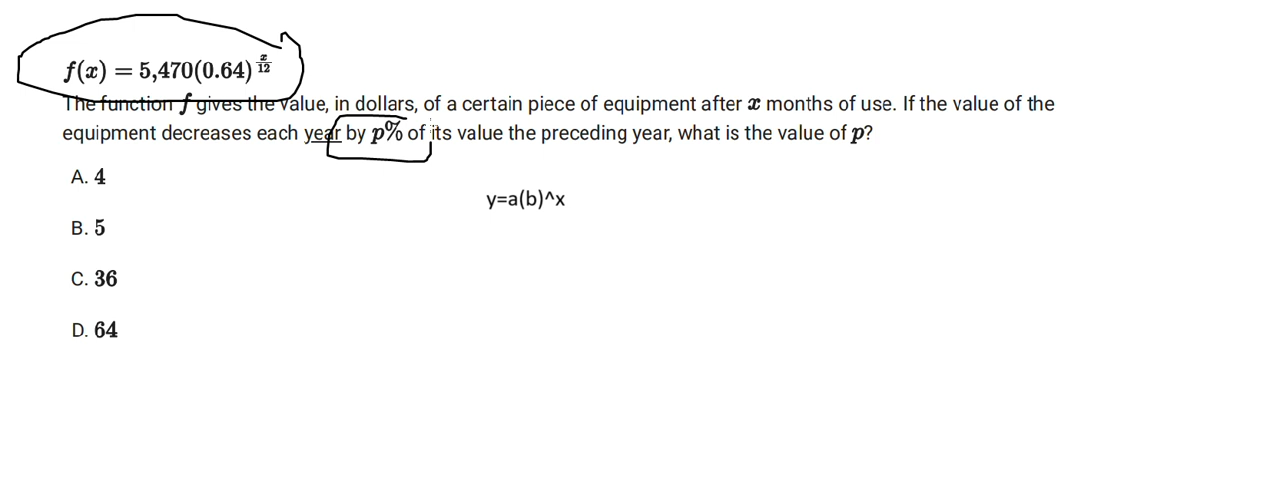 f(x) = 5,470(0.64)^(x/12)
The function f gives the value, in dollars, of a certain piece of equipment after x months of use. If the value of the
equipment decreases each year by p% of its value the preceding year, what is the value of p?
A. 4
y=a(b)^x
B. 5
C. 36
D. 64